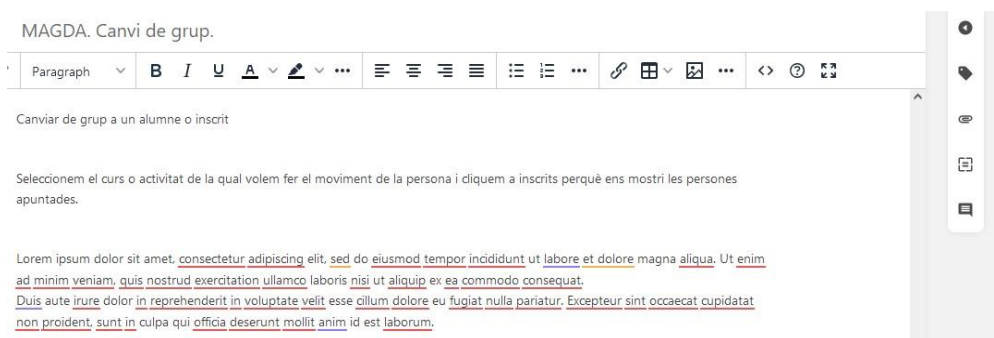 MAGDA. Canvi de grup.
Paragraph
Canviar de grup a un alumne o inscrit
Seleccionem el curs o activitat de la qual volem fer el moviment de la persona i cliquem a inscrits perquè ens mostri les persones
apuntades.
Lorem ipsum dolor sit amet, consectetur adipiscing elit, sed do eiusmod tempor incididunt ut labore et dolore magna aliqua. Ut enim
ad minim veniam, quis nostrud exercitation ullamco laboris nisi ut aliquip ex ea commodo consequat.
Duis aute irure dolor in reprehenderit in voluptate velit esse cillum dolore eu fugiat nulla pariatur. Excepteur sint occaecat cupidatat
non proident, sunt in culpa qui officia deserunt mollit anim id est laborum.